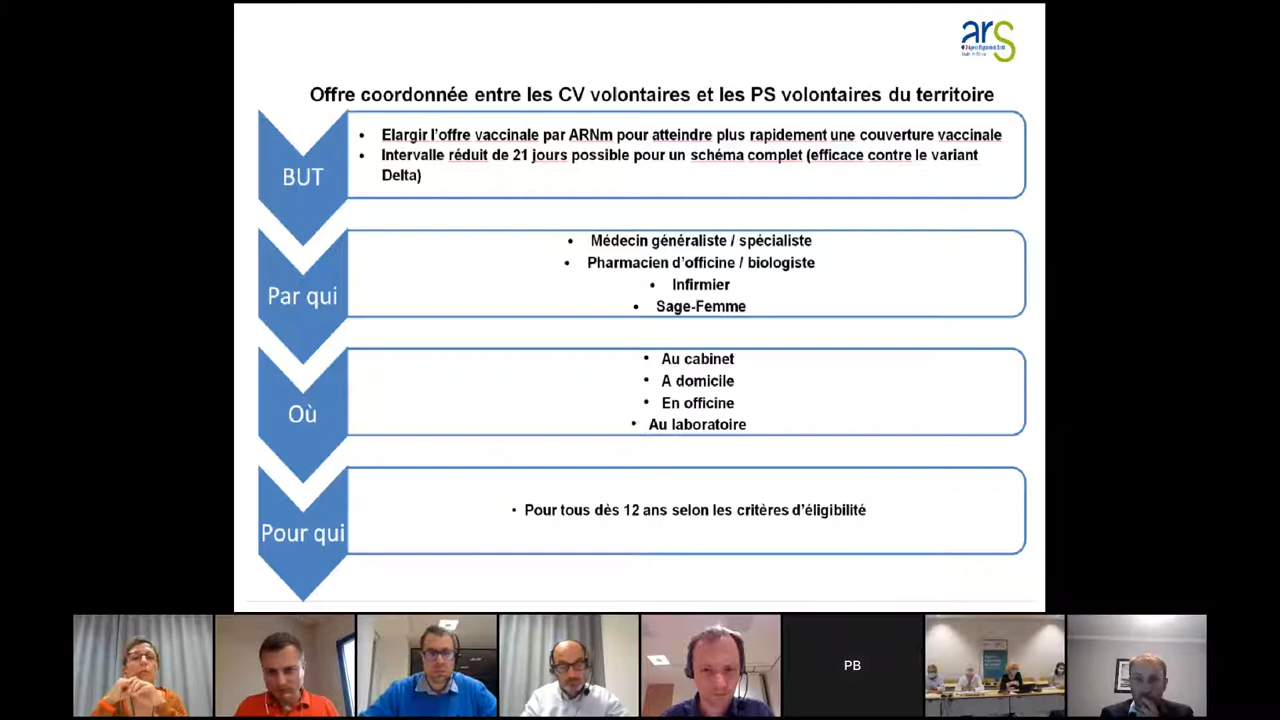 ars
Offre coordonnée entre les CV volontaires et les PS volontaires du territoire
BUT
• Elargir l'offre vaccinale par ARNm pour atteindre plus rapidement une couverture vaccinale
• Intervalle réduit de 21 jours possible pour un schéma complet (efficace contre le variant
Delta)
Par qui
• Médecin généraliste / spécialiste
• Pharmacien d'officine / biologiste
• Infirmier
• Sage-Femme
Où
• Au cabinet
• A domicile
• En officine
• Au laboratoire
Pour qui
• Pour tous dès 12 ans selon les critères d'éligibilité
PB